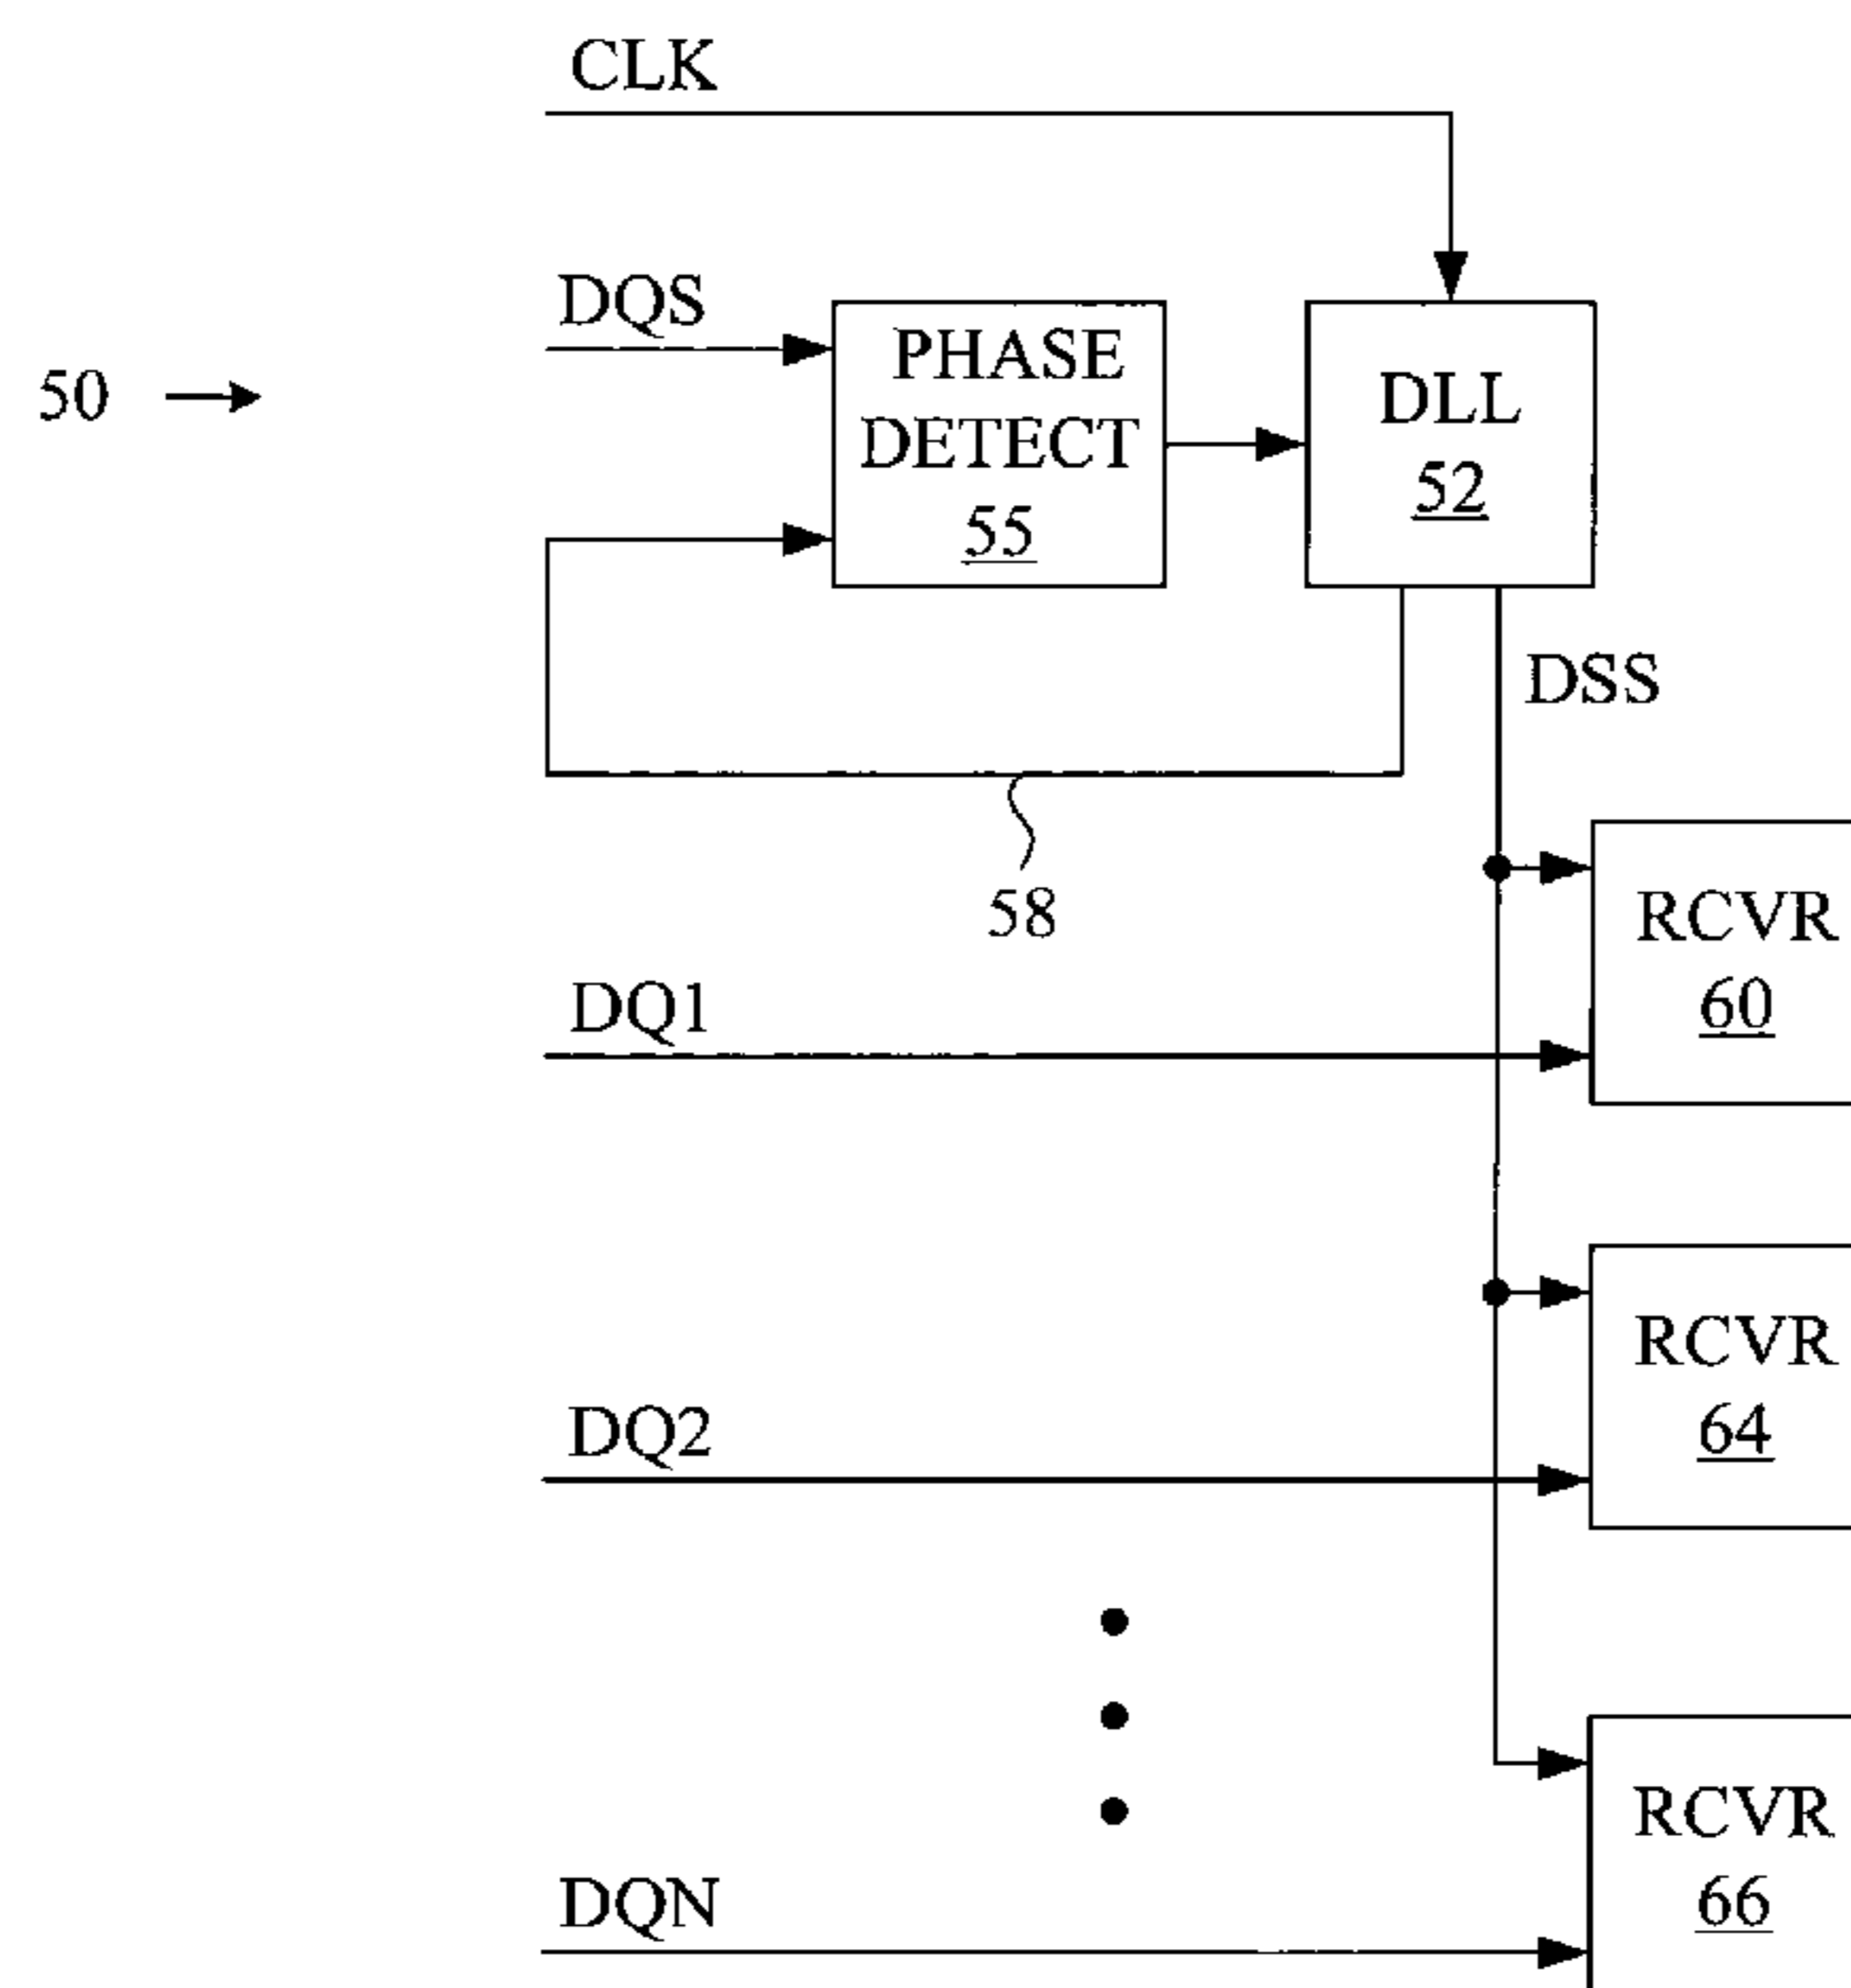 CLK
DQS
50
PHASE
DETECT
55
DLL
52
DSS
58
RCVR
60
DQ1
RCVR
64
DQ2
RCVR
66
DQN